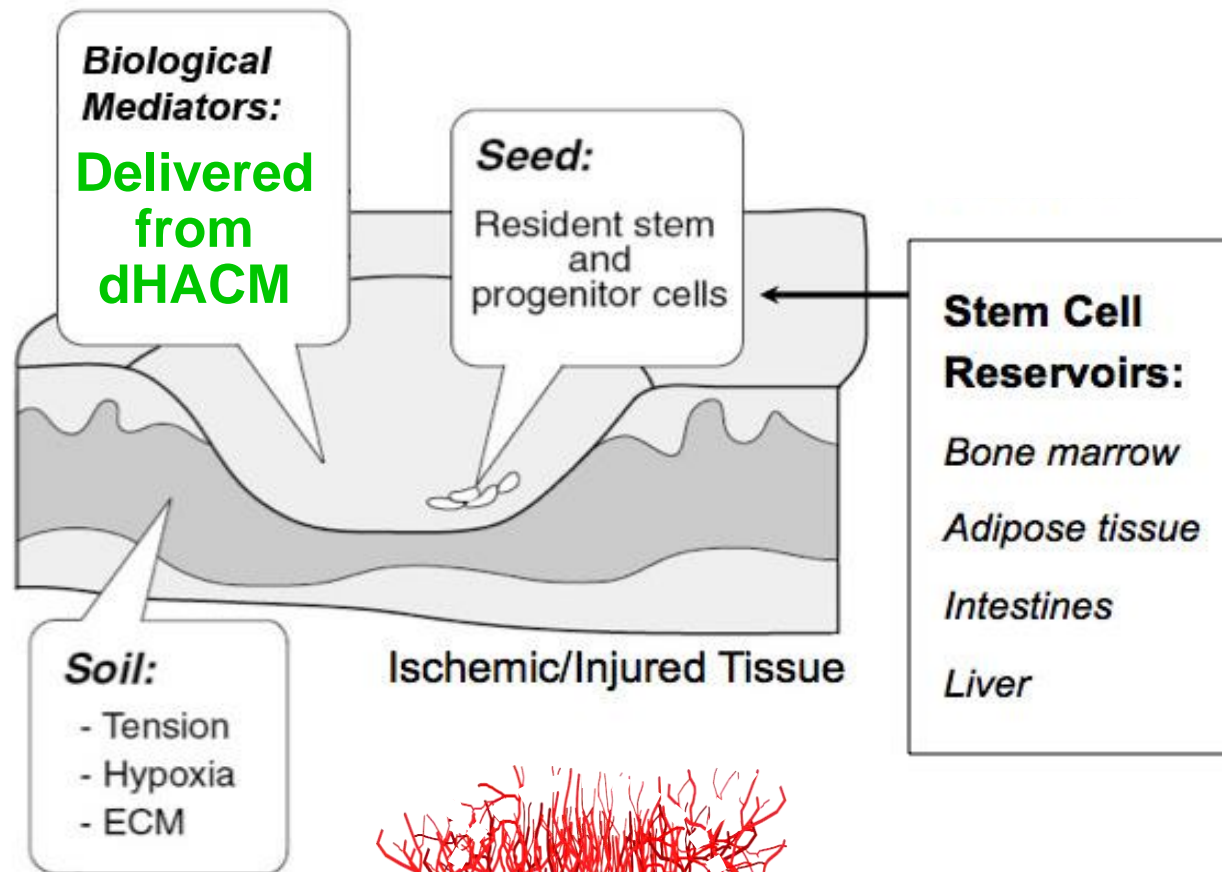 Biological
Mediators:
Delivered
from
dHACM
Seed:
Resident stem
and
progenitor cells
Stem Cell
Reservoirs:
Bone marrow
Adipose tissue
Intestines
Liver
Ischemic/Injured Tissue
Soil:
- Tension
- Hypoxia
- ECM